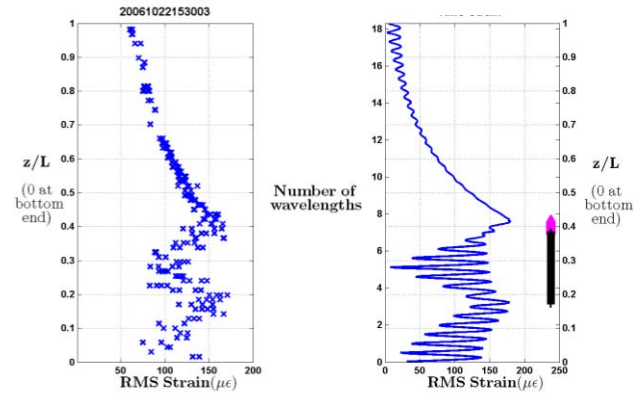 20061022153003
1
0.9
0.8
0.7
0.6
0.5
0.4
0.3
0.2
0.1
0
z/L
(0 at
bottom
end)
0 50 100 150 200
RMS Strain(με)
Number of
wavelengths
18
16
14
12
10
8
6
4
2
0
0 50 100 150 200 250
RMS Strain(με)
1
0.9
0.8
0.7
0.6
0.5
0.4
0.3
0.2
0.1
0
z/L
(0 at
bottom
end)